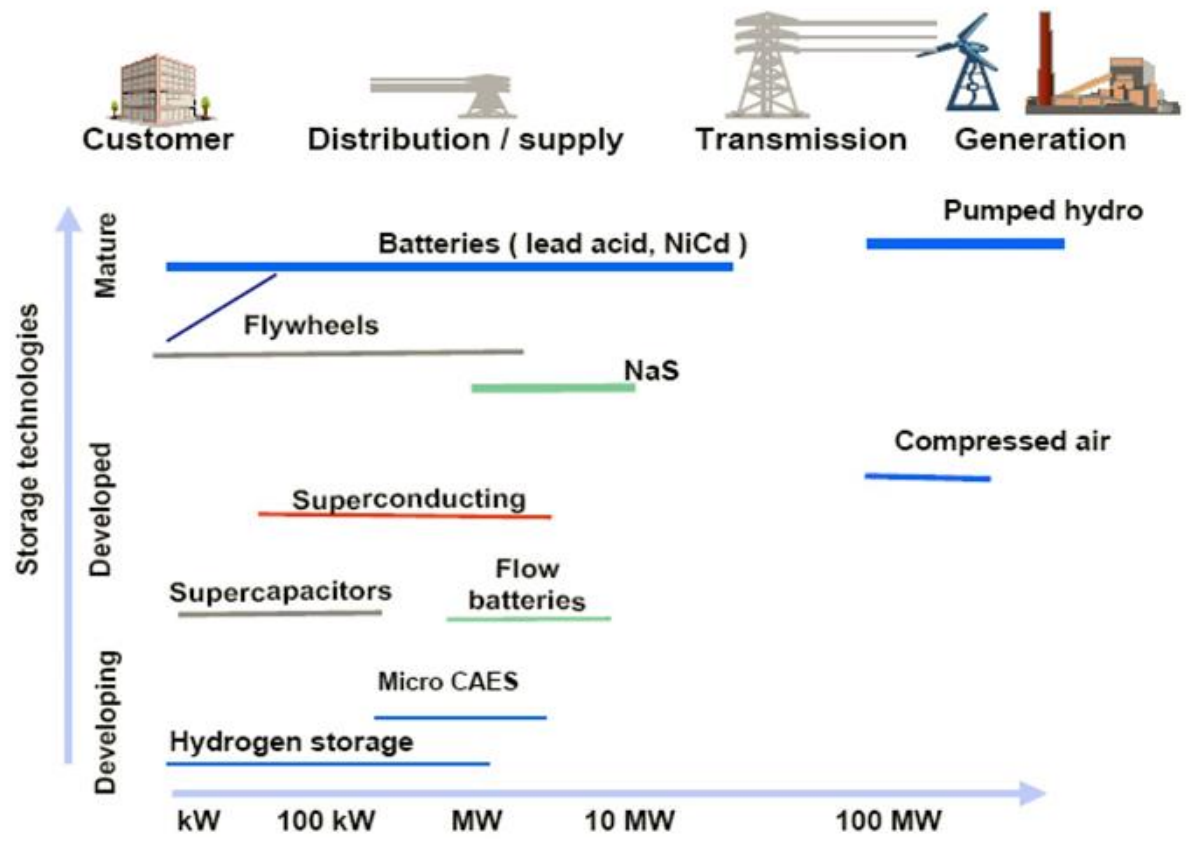 Customer
Distribution / supply
Transmission
Generation
Storage technologies
Mature
Developed
Developing
Pumped hydro
Batteries ( lead acid, NiCd )
Flywheels
NaS
Compressed air
Superconducting
Flow
batteries
Supercapacitors
Micro CAES
Hydrogen storage
kW
100 kW
MW
10 MW
100 MW